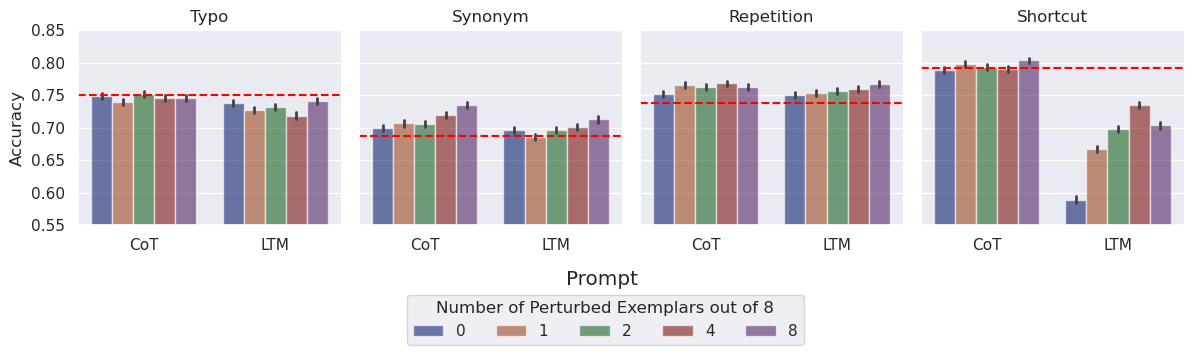 Typo Synonym Repetition Shortcut
0.85
0.80
0.75
0.70
0.65
0.60
0.55
Accuracy
CoT LTM CoT LTM CoT LTM CoT LTM
Prompt
Number of Perturbed Exemplars out of 8
0 1 2 4 8